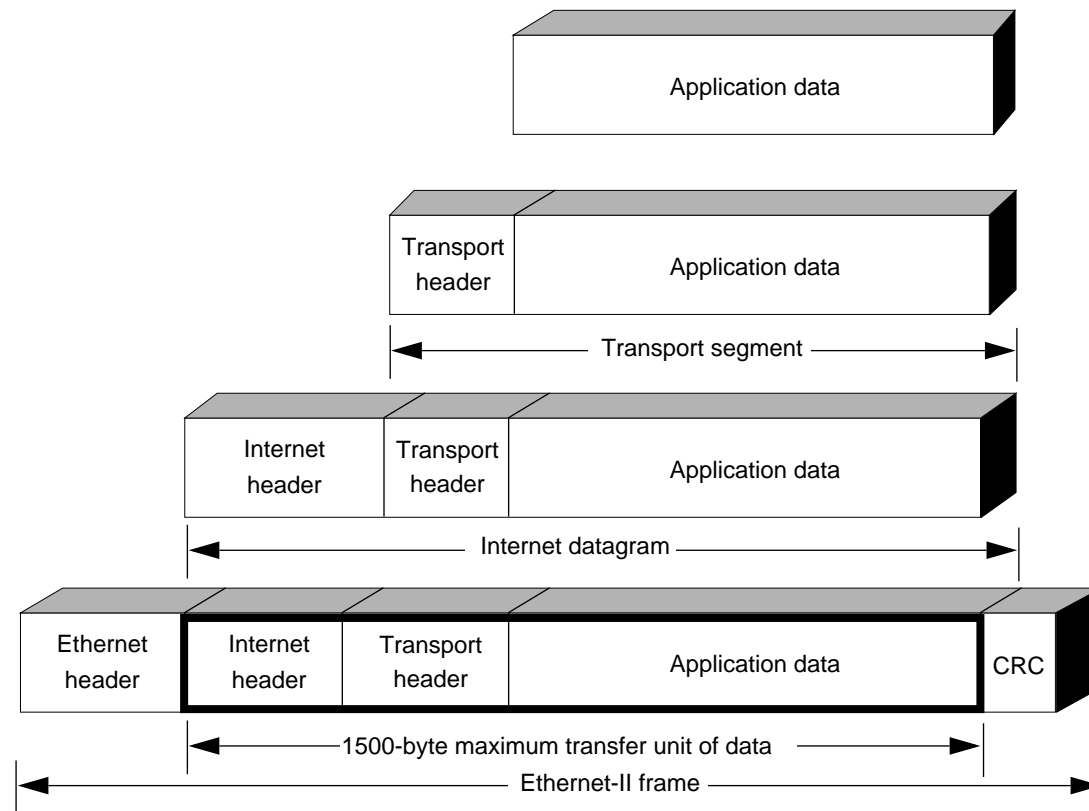 Application data
Transport
header
Application data
Transport segment
Internet
header
Transport
header
Application data
Internet datagram
Ethernet
header
Internet
header
Transport
header
Application data
CRC
1500-byte maximum transfer unit of data
Ethernet-II frame